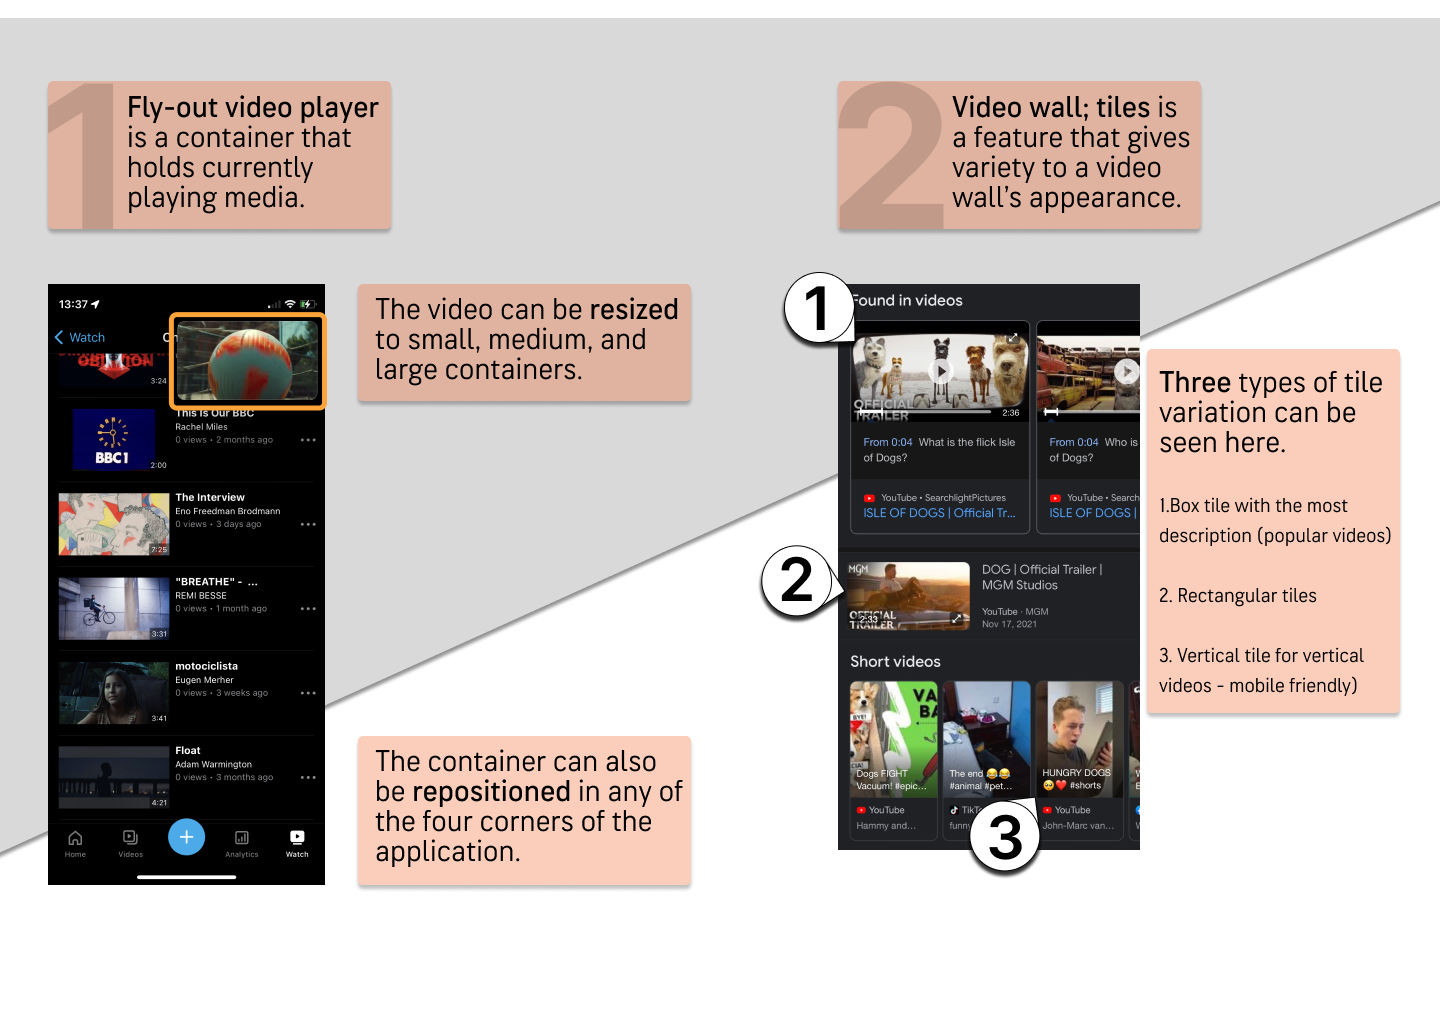 1
Fly-out video player
is a container that
holds currently
playing media.
2
Video wall; tiles is
a feature that gives
variety to a video
wall's appearance.
13:37
Watch
OBLITION
3:24
This Is Our BBC
Rachel Miles
0 views • 2 months ago
BBC1
2:00
The Interview
Eno Freedman Brodmann
0 views • 3 days ago
7:25
"BREATHE" - ...
REMI BESSE
0 views • 1 month ago
3:31
motociclista
Eugen Merher
0 views • 3 weeks ago
3:41
Float
Adam Warmington
0 views • 3 months ago
4:21
Home
Videos
Analytics
Watch
The video can be resized
to small, medium, and
large containers.
The container can also
be repositioned in any of
the four corners of the
application.
1
Found in videos
OFFICIAL
TRAILER
2:36
From 0:04 What is the flick Isle
of Dogs?
YouTube • SearchlightPictures
ISLE OF DOGS | Official Tr...
From 0:04 Who is
of Dogs?
YouTube • Search
ISLE OF DOGS |
2
MGM
OFFICIAL
TRAILER
2:33
DOG | Official Trailer |
MGM Studios
YouTube · MGM
Nov 17, 2021
Short videos
BYE!
VA
BA
Dogs FIGHT
Vacuum! #epic...
YouTube
Hammy and...
The end 😂😂
#animal #pet...
TikTo
funny
HUNGRY DOGS
🥺❤️ #shorts
YouTube
John-Marc van...
3
Three types of tile
variation can be
seen here.
1.Box tile with the most
description (popular videos)
2. Rectangular tiles
3. Vertical tile for vertical
videos - mobile friendly)